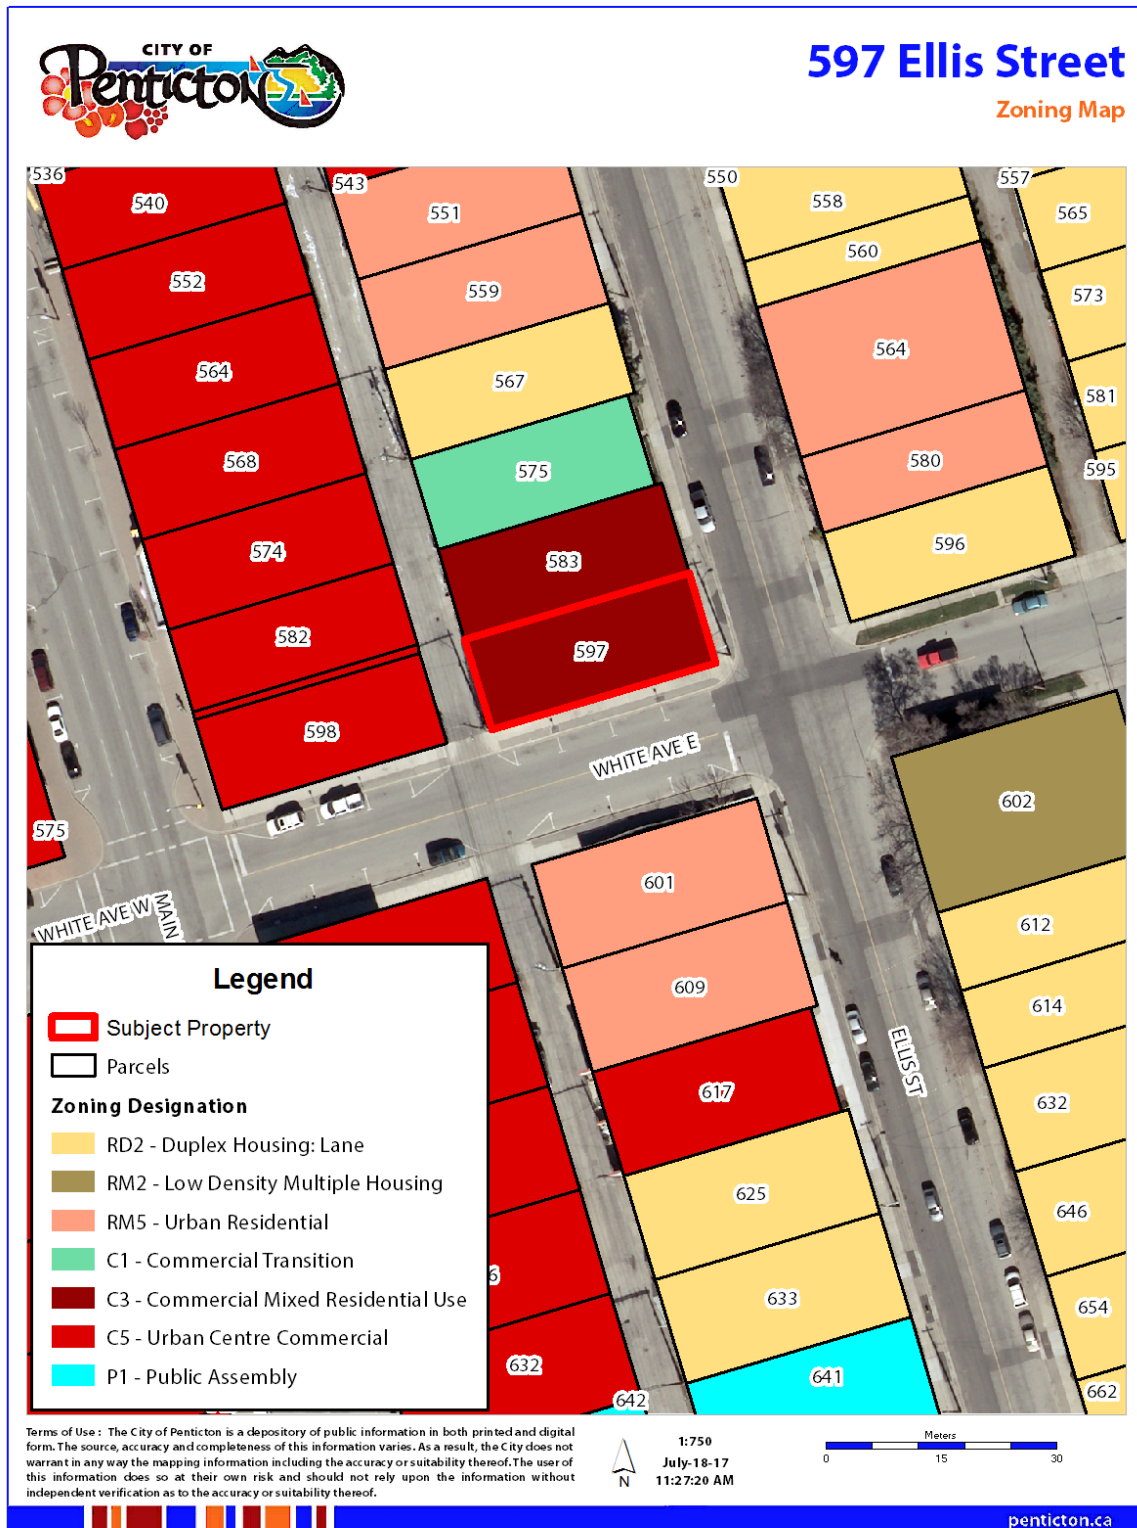 CITY OF
Penticton
597 Ellis Street
Zoning Map
536
540
543
551
550
558
557
565
552
559
560
573
564
567
564
581
568
575
580
595
574
583
596
582
597
598
WHITE AVE E
602
575
601
WHITE AVE W
MAIN
612
609
614
ELLIS ST
617
632
625
646
633
654
6
632
641
642
662
Legend
Subject Property
Parcels
Zoning Designation
RD2 - Duplex Housing: Lane
RM2 - Low Density Multiple Housing
RM5 - Urban Residential
C1 - Commercial Transition
C3 - Commercial Mixed Residential Use
C5 - Urban Centre Commercial
P1 - Public Assembly
Terms of Use : The City of Penticton is a depository of public information in both printed and digital
form. The source, accuracy and completeness of this information varies. As a result, the City does not
warrant in any way the mapping information including the accuracy or suitability thereof. The user of
this information does so at their own risk and should not rely upon the information without
independent verification as to the accuracy or suitability thereof.
N
1:750
July-18-17
11:27:20 AM
Meters
0 15 30
penticton.ca